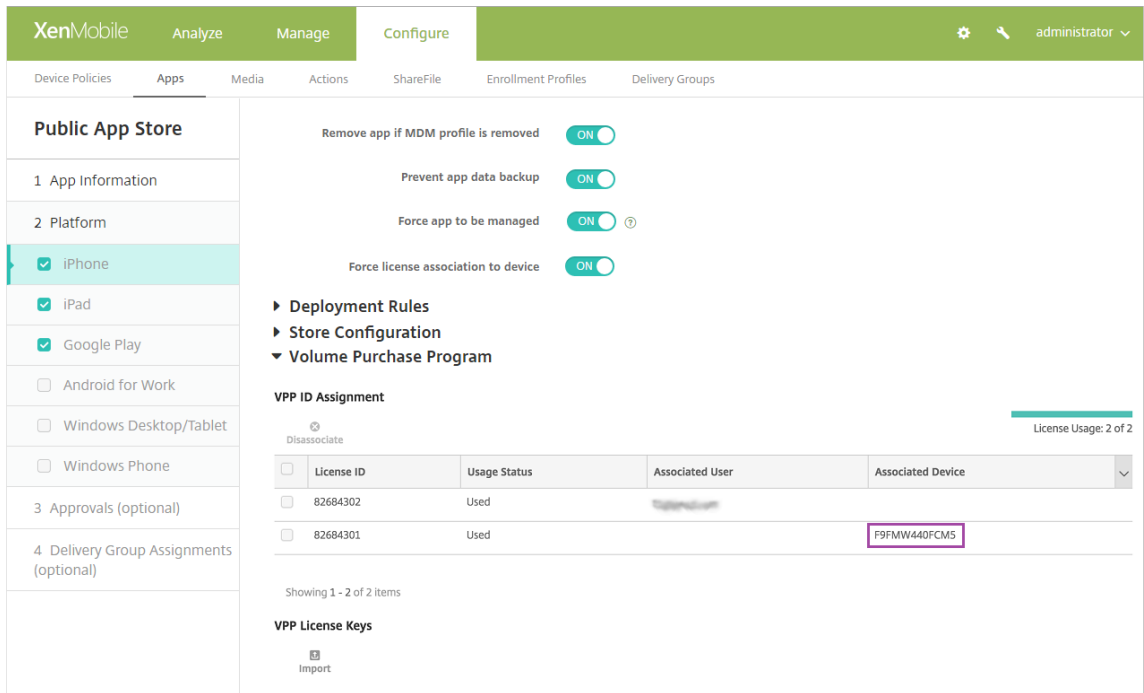 XenMobile Analyze Manage Configure administrator
Device Policies Apps Media Actions ShareFile Enrollment Profiles Delivery Groups
Public App Store
1 App Information
2 Platform
iPhone
iPad
Google Play
Android for Work
Windows Desktop/Tablet
Windows Phone
3 Approvals (optional)
4 Delivery Group Assignments
(optional)
Remove app if MDM profile is removed ON
Prevent app data backup ON
Force app to be managed ON ?
Force license association to device ON
Deployment Rules
Store Configuration
Volume Purchase Program
VPP ID Assignment
Disassociate
License Usage: 2 of 2
License ID Usage Status Associated User Associated Device
82684302 Used
82684301 Used F9FMW440FCM5
Showing 1 - 2 of 2 items
VPP License Keys
Import